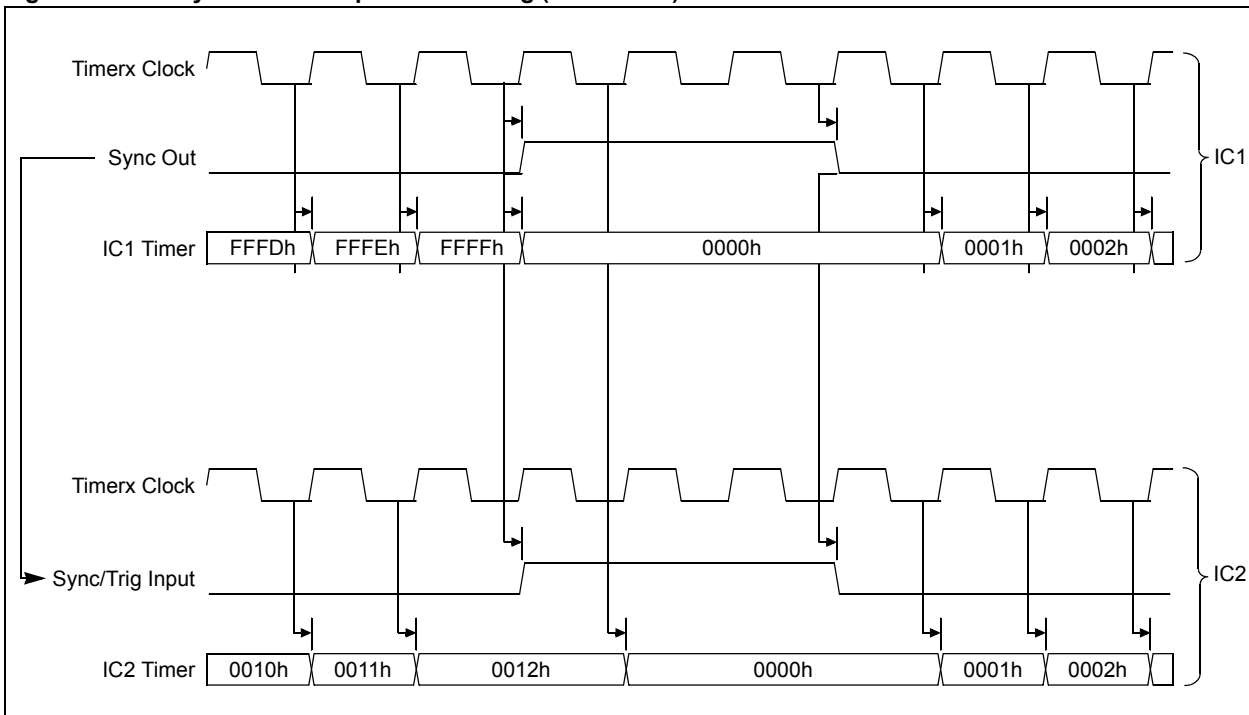 Timerx Clock
Sync Out
IC1
IC1 Timer
FFFDh
FFFEh
FFFFh
0000h
0001h
0002h
Timerx Clock
Sync/Trig Input
IC2
IC2 Timer
0010h
0011h
0012h
0000h
0001h
0002h